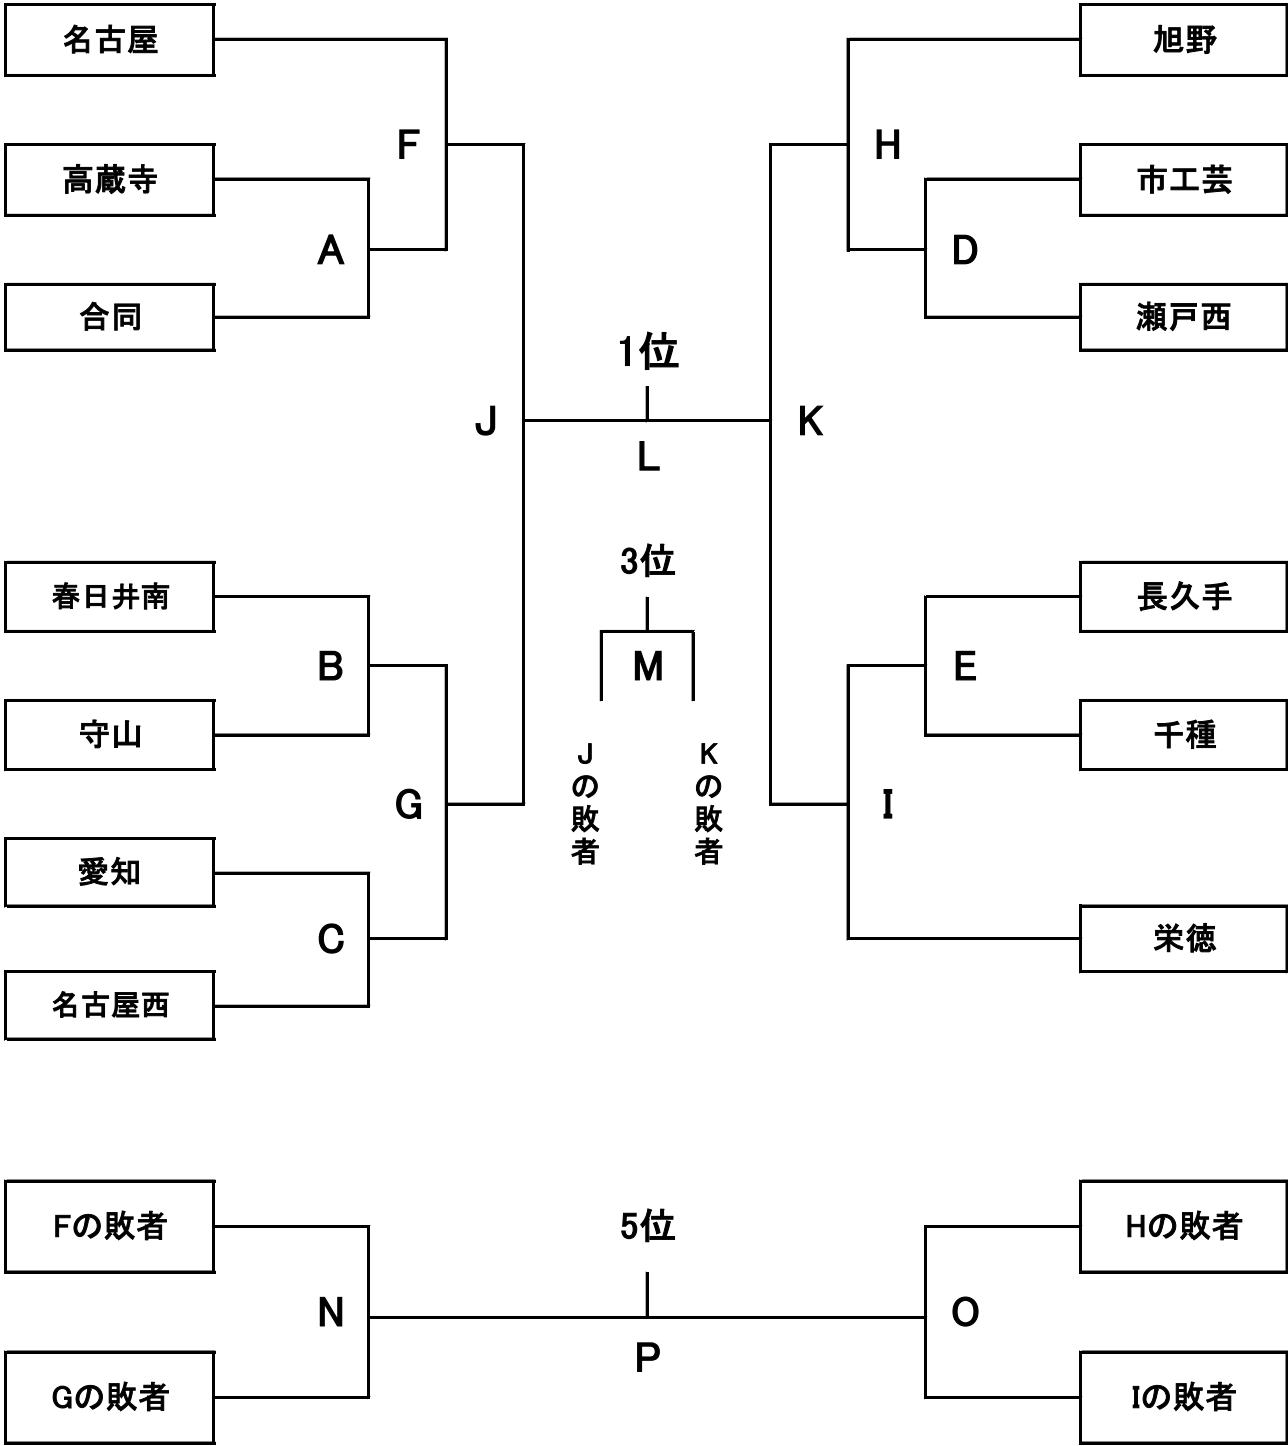 名古屋
旭野
F
H
高蔵寺
市工芸
A
D
合同
瀬戸西
1位
J
K
L
3位
春日井南
長久手
B
M
E
守山
千種
Jの敗者
Kの敗者
G
I
愛知
C
栄徳
名古屋西
Fの敗者
5位
Hの敗者
N
O
P
Gの敗者
Iの敗者